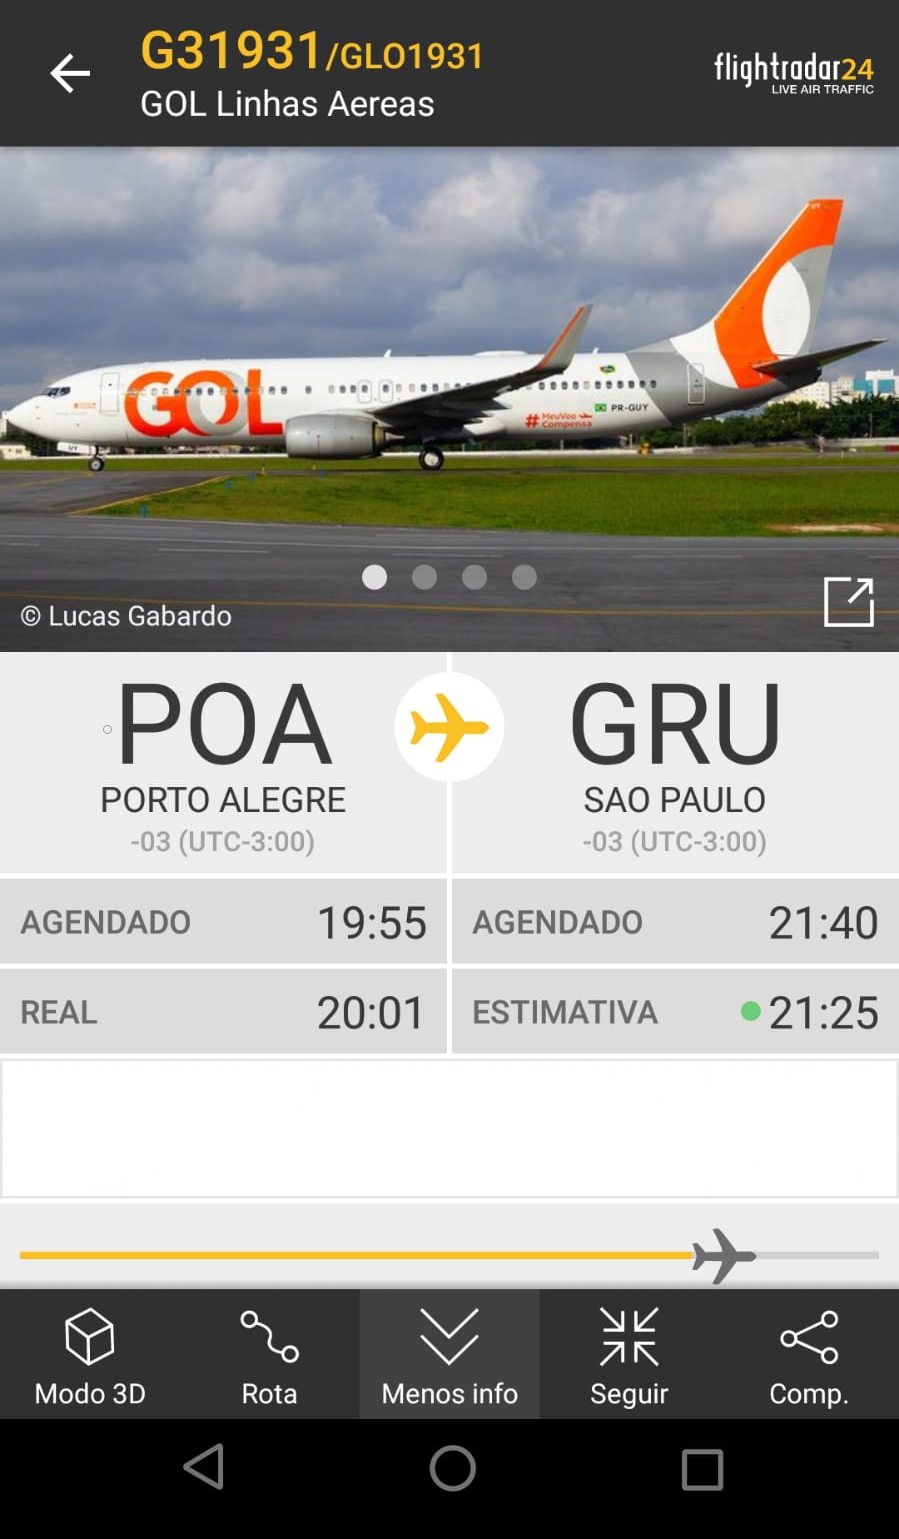 G31931/GLO1931
GOL Linhas Aereas
flightradar24
LIVE AIR TRAFFIC
UY
GOL
#MeuVoo
Compensa
PR-GUY
UY
© Lucas Gabardo
POA
GRU
PORTO ALEGRE
SAO PAULO
-03 (UTC-3:00)
-03 (UTC-3:00)
AGENDADO 19:55
AGENDADO 21:40
REAL 20:01
ESTIMATIVA 21:25
Modo 3D
Rota
Menos info
Seguir
Comp.